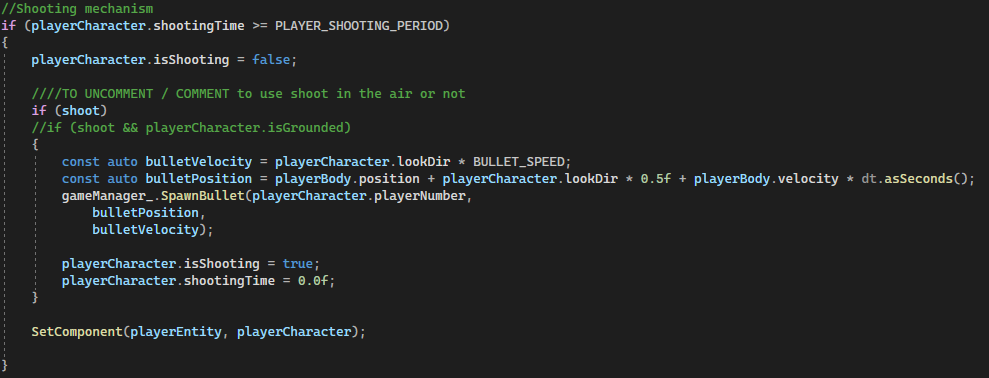 //Shooting mechanism
if (playerCharacter.shootingTime >= PLAYER_SHOOTING_PERIOD)
{
    playerCharacter.isShooting = false;

    ////TO UNCOMMENT / COMMENT to use shoot in the air or not
    if (shoot)
    //if (shoot && playerCharacter.isGrounded)
    {
        const auto bulletVelocity = playerCharacter.lookDir * BULLET_SPEED;
        const auto bulletPosition = playerBody.position + playerCharacter.lookDir * 0.5f + playerBody.velocity * dt.asSeconds();
        gameManager_.SpawnBullet(playerCharacter.playerNumber,
            bulletPosition,
            bulletVelocity);

        playerCharacter.isShooting = true;
        playerCharacter.shootingTime = 0.0f;
    }

    SetComponent(playerEntity, playerCharacter);

}